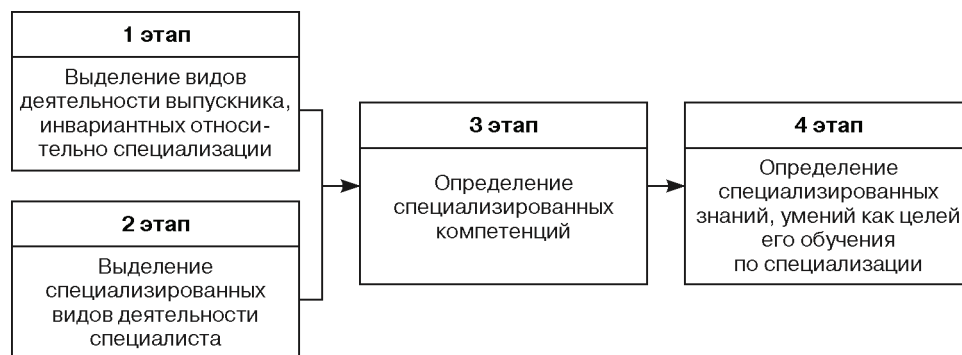 1 этап
Выделение видов
деятельности выпускника,
инвариантных относи-
тельно специализации
2 этап
Выделение
специализированных
видов деятельности
специалиста
3 этап
Определение
специализированных
компетенций
4 этап
Определение
специализированных
знаний, умений как целей
его обучения
по специализации